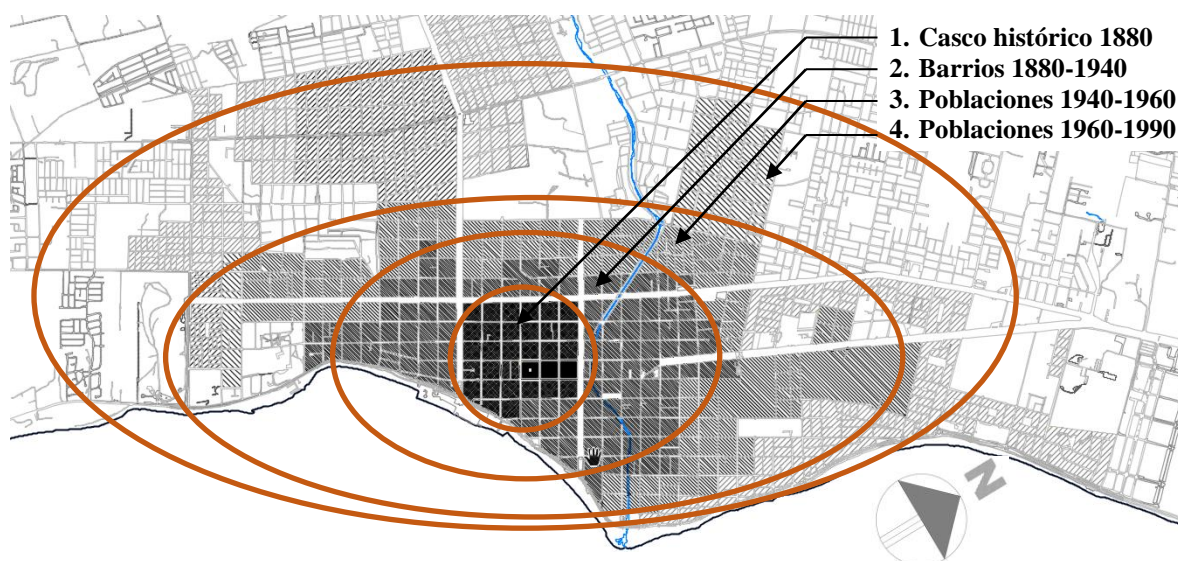 1. Casco histórico 1880
2. Barrios 1880-1940
3. Poblaciones 1940-1960
4. Poblaciones 1960-1990
N